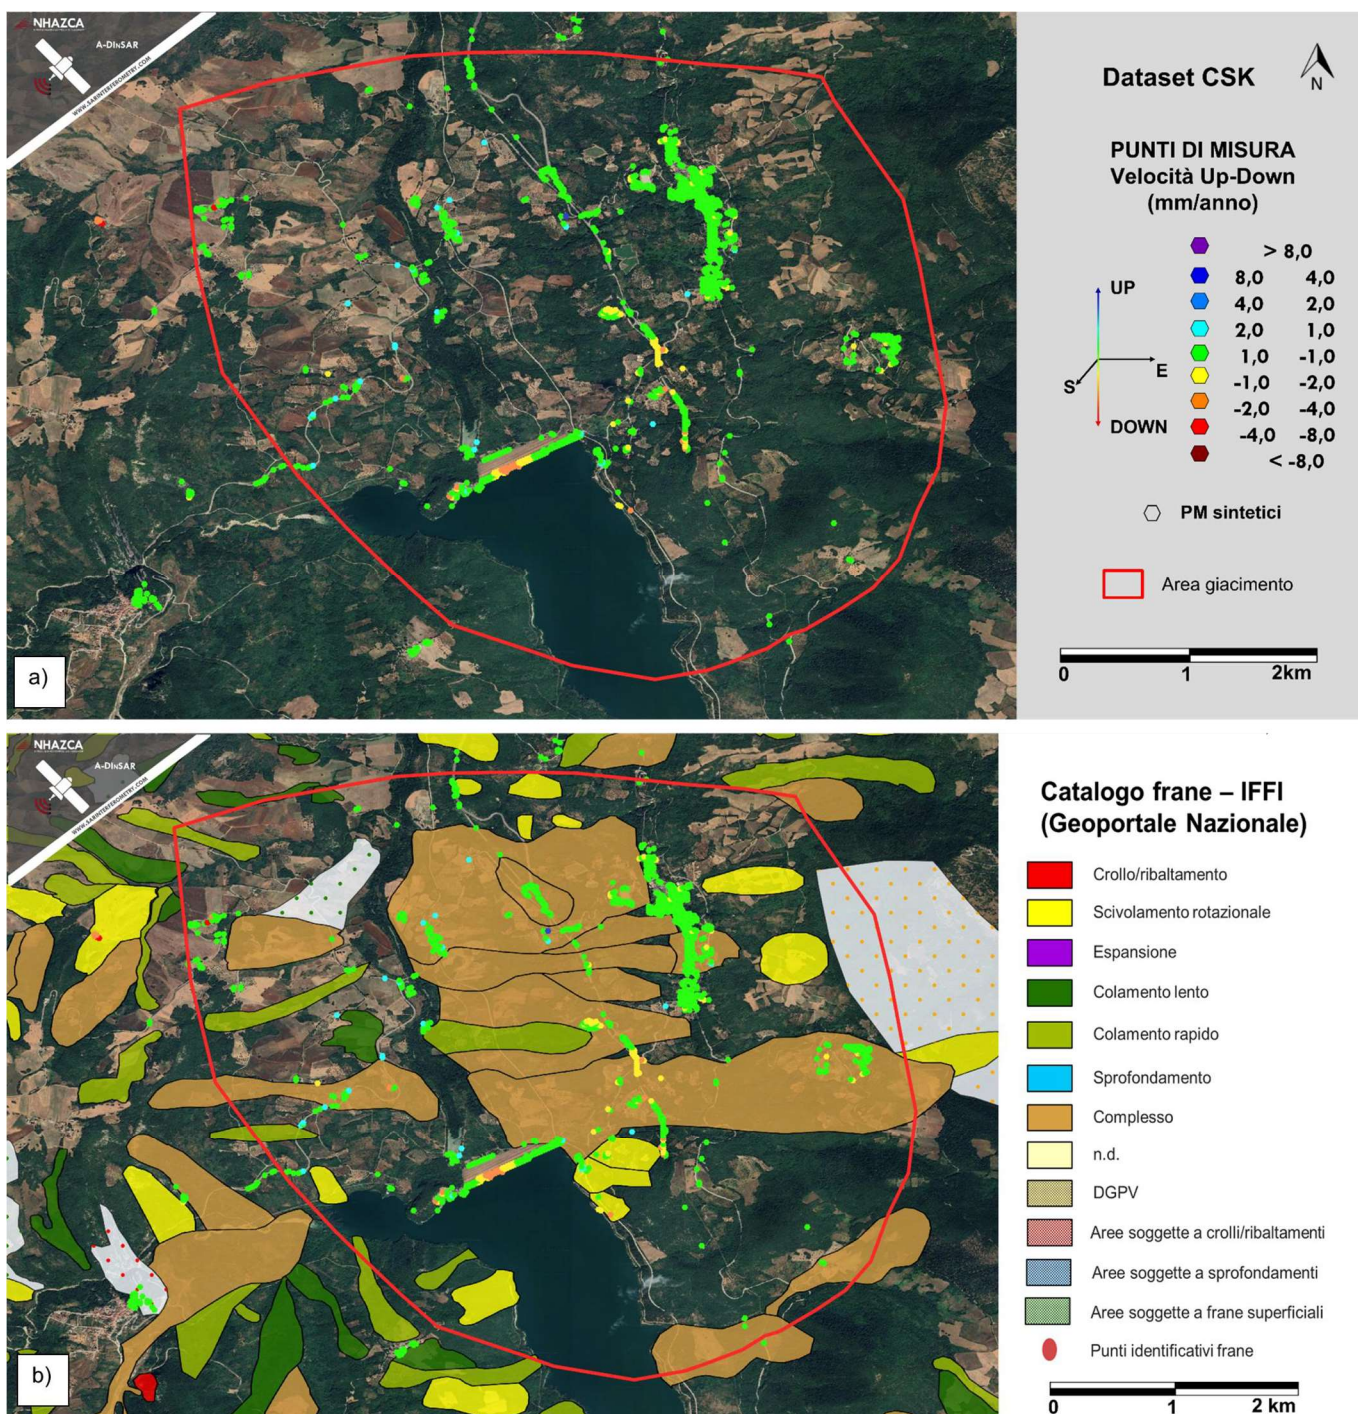 NHAZCA
A-DInSAR
WWW.SARINTERFEROMETRY.COM
a)
Dataset CSK
N
PUNTI DI MISURA
Velocità Up-Down
(mm/anno)
> 8,0
UP
8,0 4,0
4,0 2,0
2,0 1,0
1,0 -1,0
E
S
-1,0 -2,0
-2,0 -4,0
DOWN
-4,0 -8,0
< -8,0
PM sintetici
Area giacimento
0 1 2km
NHAZCA
A-DInSAR
WWW.SARINTERFEROMETRY.COM
b)
Catalogo frane – IFFI
(Geoportale Nazionale)
Crollo/ribaltamento
Scivolamento rotazionale
Espansione
Colamento lento
Colamento rapido
Sprofondamento
Complesso
n.d.
DGPV
Aree soggette a crolli/ribaltamenti
Aree soggette a sprofondamenti
Aree soggette a frane superficiali
Punti identificativi frane
0 1 2 km